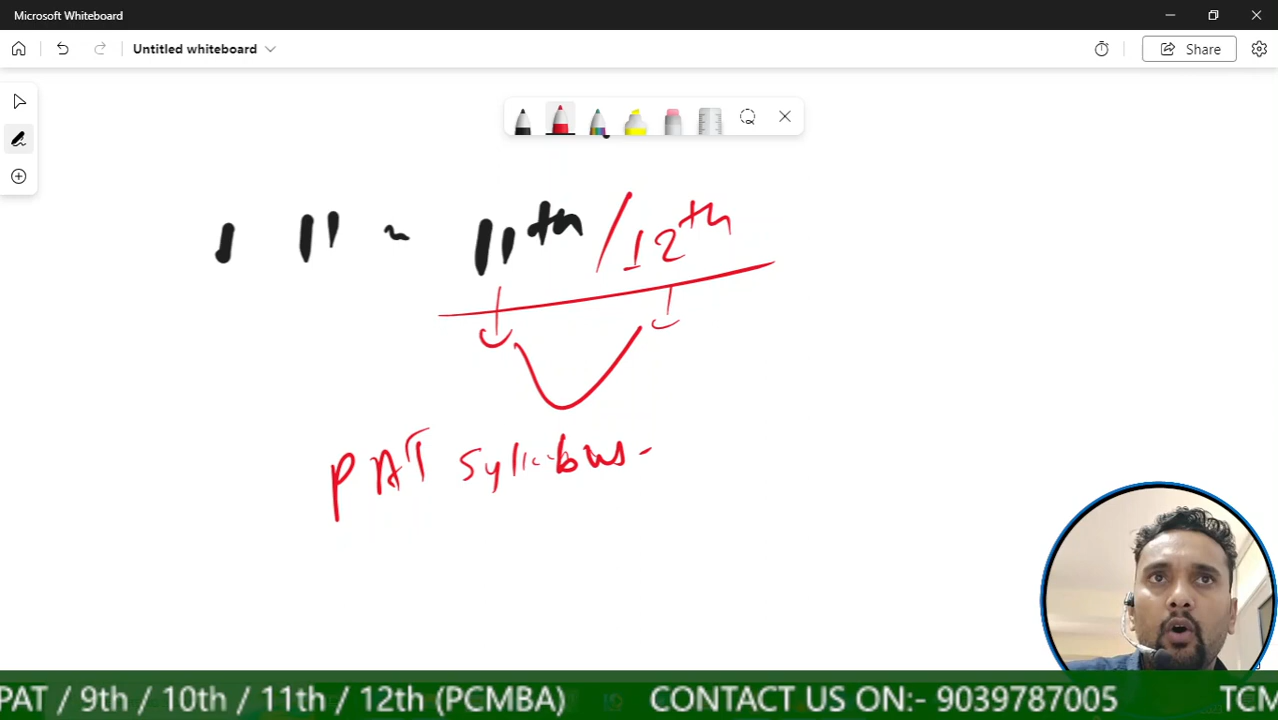 Microsoft Whiteboard
Untitled whiteboard
Share
11 ~ 11th / 12th
PAT Syllabus -
PAT / 9th / 10th / 11th / 12th (PCMBA) CONTACT US ON:- 9039787005 TCM